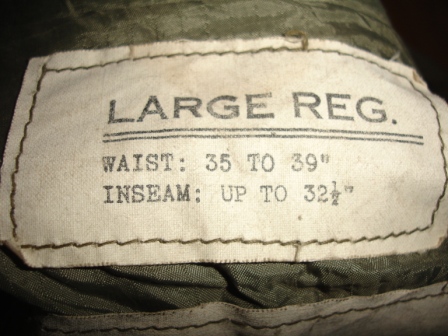 LARGE REG.
WAIST: 35 TO 39"
INSEAM: UP TO 32½"